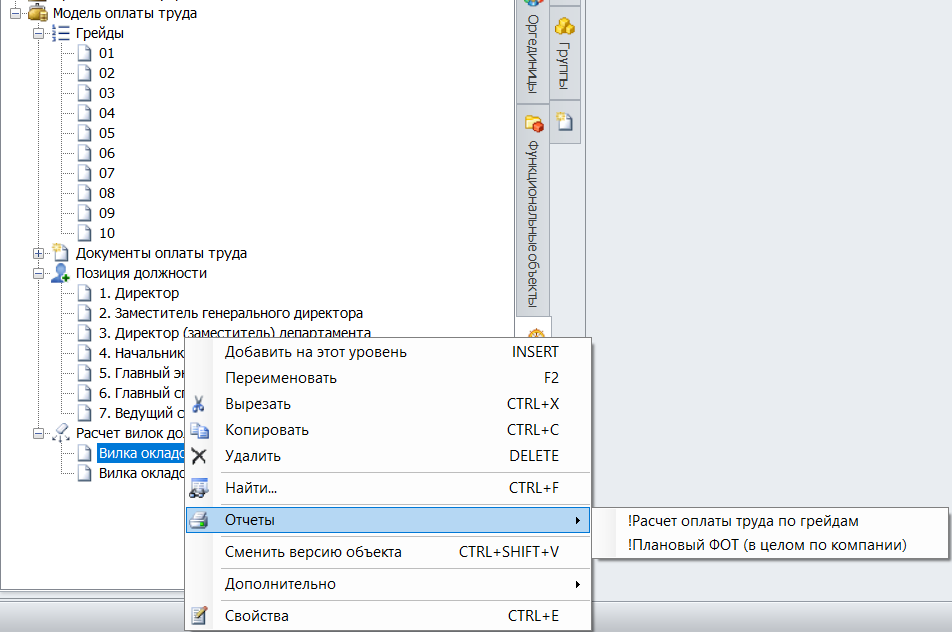 Модель оплаты труда
Грейды
01
02
03
04
05
06
07
08
09
10
Документы оплаты труда
Позиция должности
1. Директор
2. Заместитель генерального директора
3. Директор (заместитель) департамента
4. Начальник
5. Главный
6. Главный
7. Ведущий
Расчет вилок
Вилка
Вилка
Оргединицы
Группы
Функциональные объекты
Добавить на этот уровень INSERT
Переименовать F2
Вырезать CTRL+X
Копировать CTRL+C
Удалить DELETE
Найти... CTRL+F
Отчеты
Сменить версию объекта CTRL+SHIFT+V
Дополнительно
Свойства CTRL+E
!Расчет оплаты труда по грейдам
!Плановый ФОТ (в целом по компании)